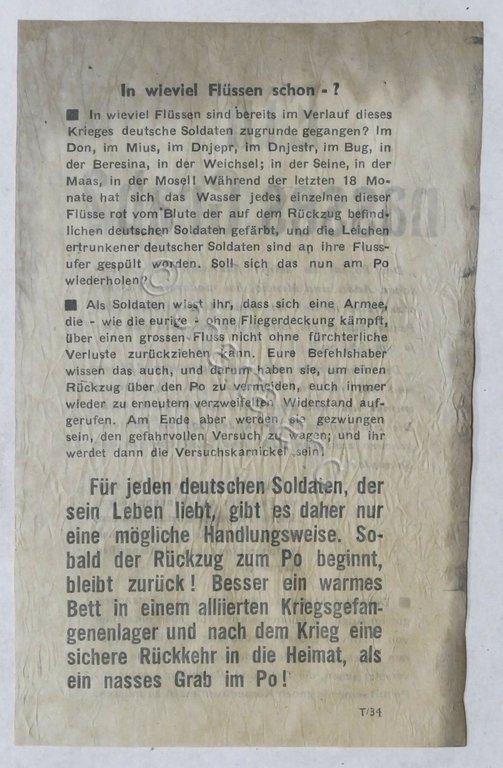 In wieviel Flüssen schon - ?
■ In wieviel Flüssen sind bereits im Verlauf dieses
Krieges deutsche Soldaten zugrunde gegangen? Im
Don, im Mius, im Dnjepr, im Dnjestr, im Bug, in
der Beresina, in der Weichsel; in der Seine, in der
Maas, in der Mosel! Während der letzten 18 Mo-
nate hat sich das Wasser jedes einzelnen dieser
Flüsse rot vom Blute der auf dem Rückzug befind-
lichen deutschen Soldaten gefärbt, und die Leichen
ertrunkener deutscher Soldaten sind an ihre Fluss-
ufer gespült worden. Soll sich das nun am Po
wiederholen?
■ Als Soldaten wisst ihr, dass sich eine Armee,
die - wie die eurige - ohne Fliegerdeckung kämpft,
über einen grossen Fluss nicht ohne fürchterliche
Verluste zurückziehen kann. Eure Befehlshaber
wissen das auch, und darum haben sie, um einen
Rückzug über den Po zu vermeiden, euch immer
wieder zu erneutem verzweifelten Widerstand auf-
gerufen. Am Ende aber werden sie gezwungen
sein, den gefahrvollen Versuch zu wagen; und ihr
werdet dann die Versuchskarnickel sein!
Für jeden deutschen Soldaten, der
sein Leben liebt, gibt es daher nur
eine mögliche Handlungsweise. So-
bald der Rückzug zum Po beginnt,
bleibt zurück! Besser ein warmes
Bett in einem alliierten Kriegsgefan-
genenlager und nach dem Krieg eine
sichere Rückkehr in die Heimat, als
ein nasses Grab im Po!
T/34